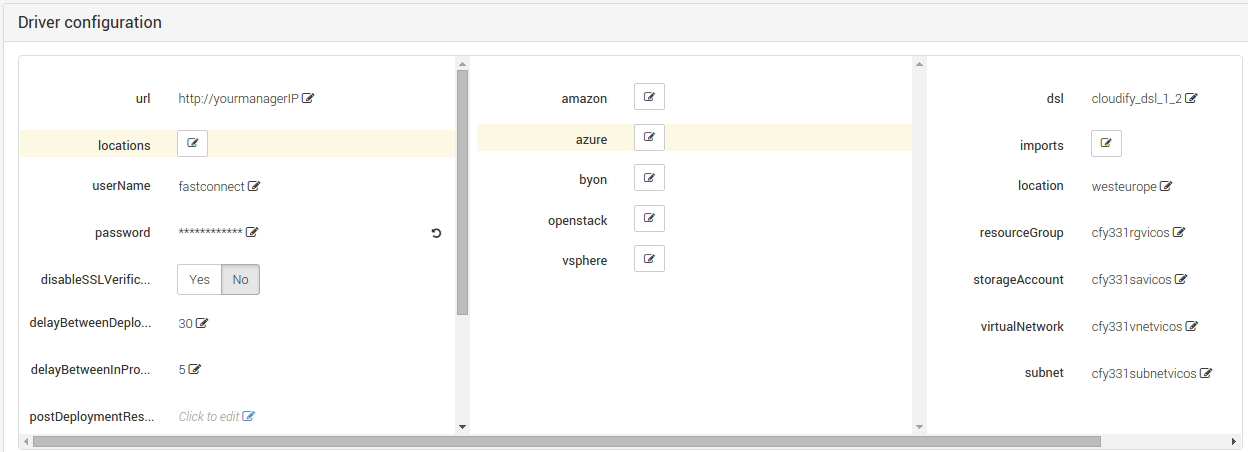 Driver configuration
url http://yourmanagerIP
locations
userName fastconnect
password ************
disableSSLVerific... Yes No
delayBetweenDeplo... 30
delayBetweenInPro... 5
postDeploymentRes... Click to edit
amazon
azure
byon
openstack
vsphere
dsl cloudify_dsl_1_2
imports
location westeurope
resourceGroup cfy331rgvicos
storageAccount cfy331savicos
virtualNetwork cfy331vnetvicos
subnet cfy331subnetvicos